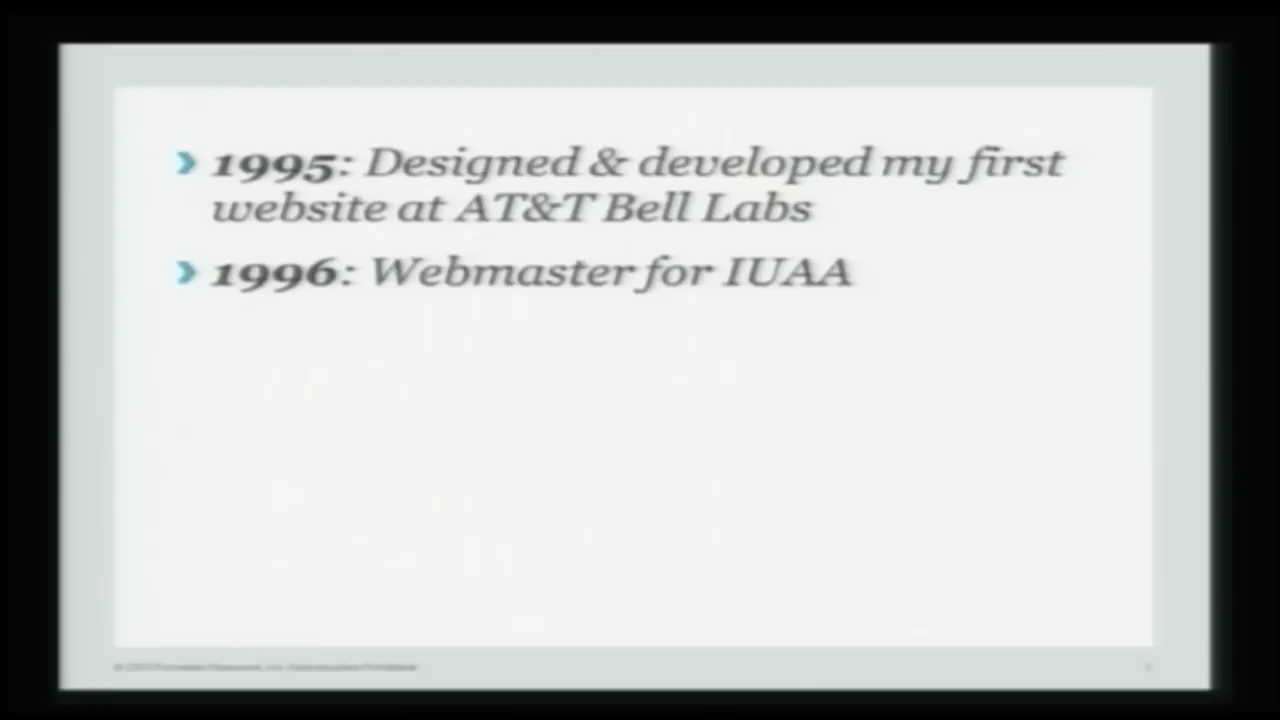 1995: Designed & developed my first
website at AT&T Bell Labs
1996: Webmaster for IUAA